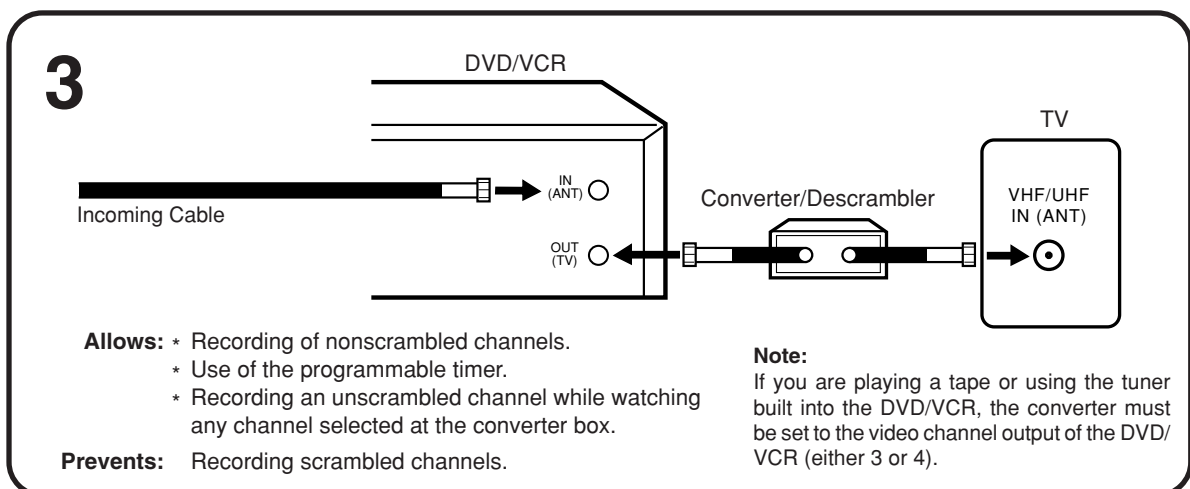 3
DVD/VCR
TV
IN
(ANT)
Incoming Cable
Converter/Descrambler
VHF/UHF
IN (ANT)
OUT
(TV)
Allows: * Recording of nonscrambled channels.
* Use of the programmable timer.
* Recording an unscrambled channel while watching
any channel selected at the converter box.
Prevents: Recording scrambled channels.
Note:
If you are playing a tape or using the tuner
built into the DVD/VCR, the converter must
be set to the video channel output of the DVD/
VCR (either 3 or 4).